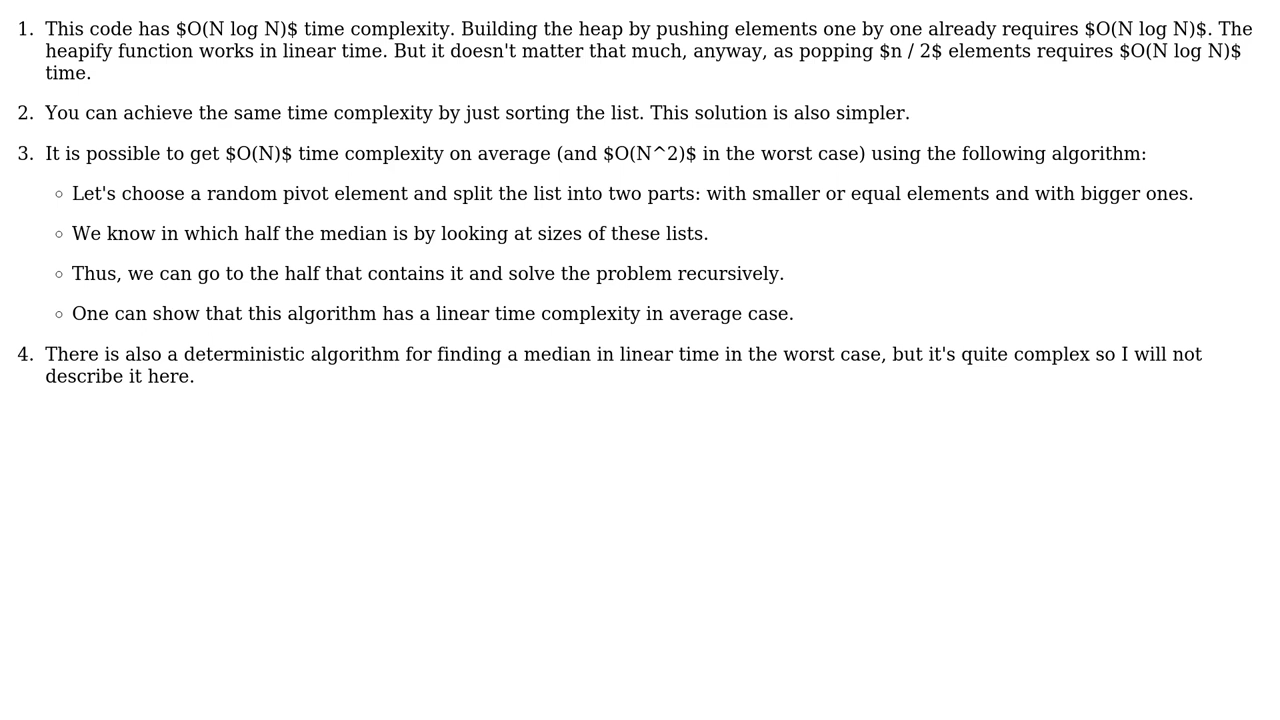 1. This code has $O(N log N)$ time complexity. Building the heap by pushing elements one by one already requires $O(N log N)$. The
heapify function works in linear time. But it doesn't matter that much, anyway, as popping $n / 2$ elements requires $O(N log N)$
time.
2. You can achieve the same time complexity by just sorting the list. This solution is also simpler.
3. It is possible to get $O(N)$ time complexity on average (and $O(N^2)$ in the worst case) using the following algorithm:
◦ Let's choose a random pivot element and split the list into two parts: with smaller or equal elements and with bigger ones.
◦ We know in which half the median is by looking at sizes of these lists.
◦ Thus, we can go to the half that contains it and solve the problem recursively.
◦ One can show that this algorithm has a linear time complexity in average case.
4. There is also a deterministic algorithm for finding a median in linear time in the worst case, but it's quite complex so I will not
describe it here.